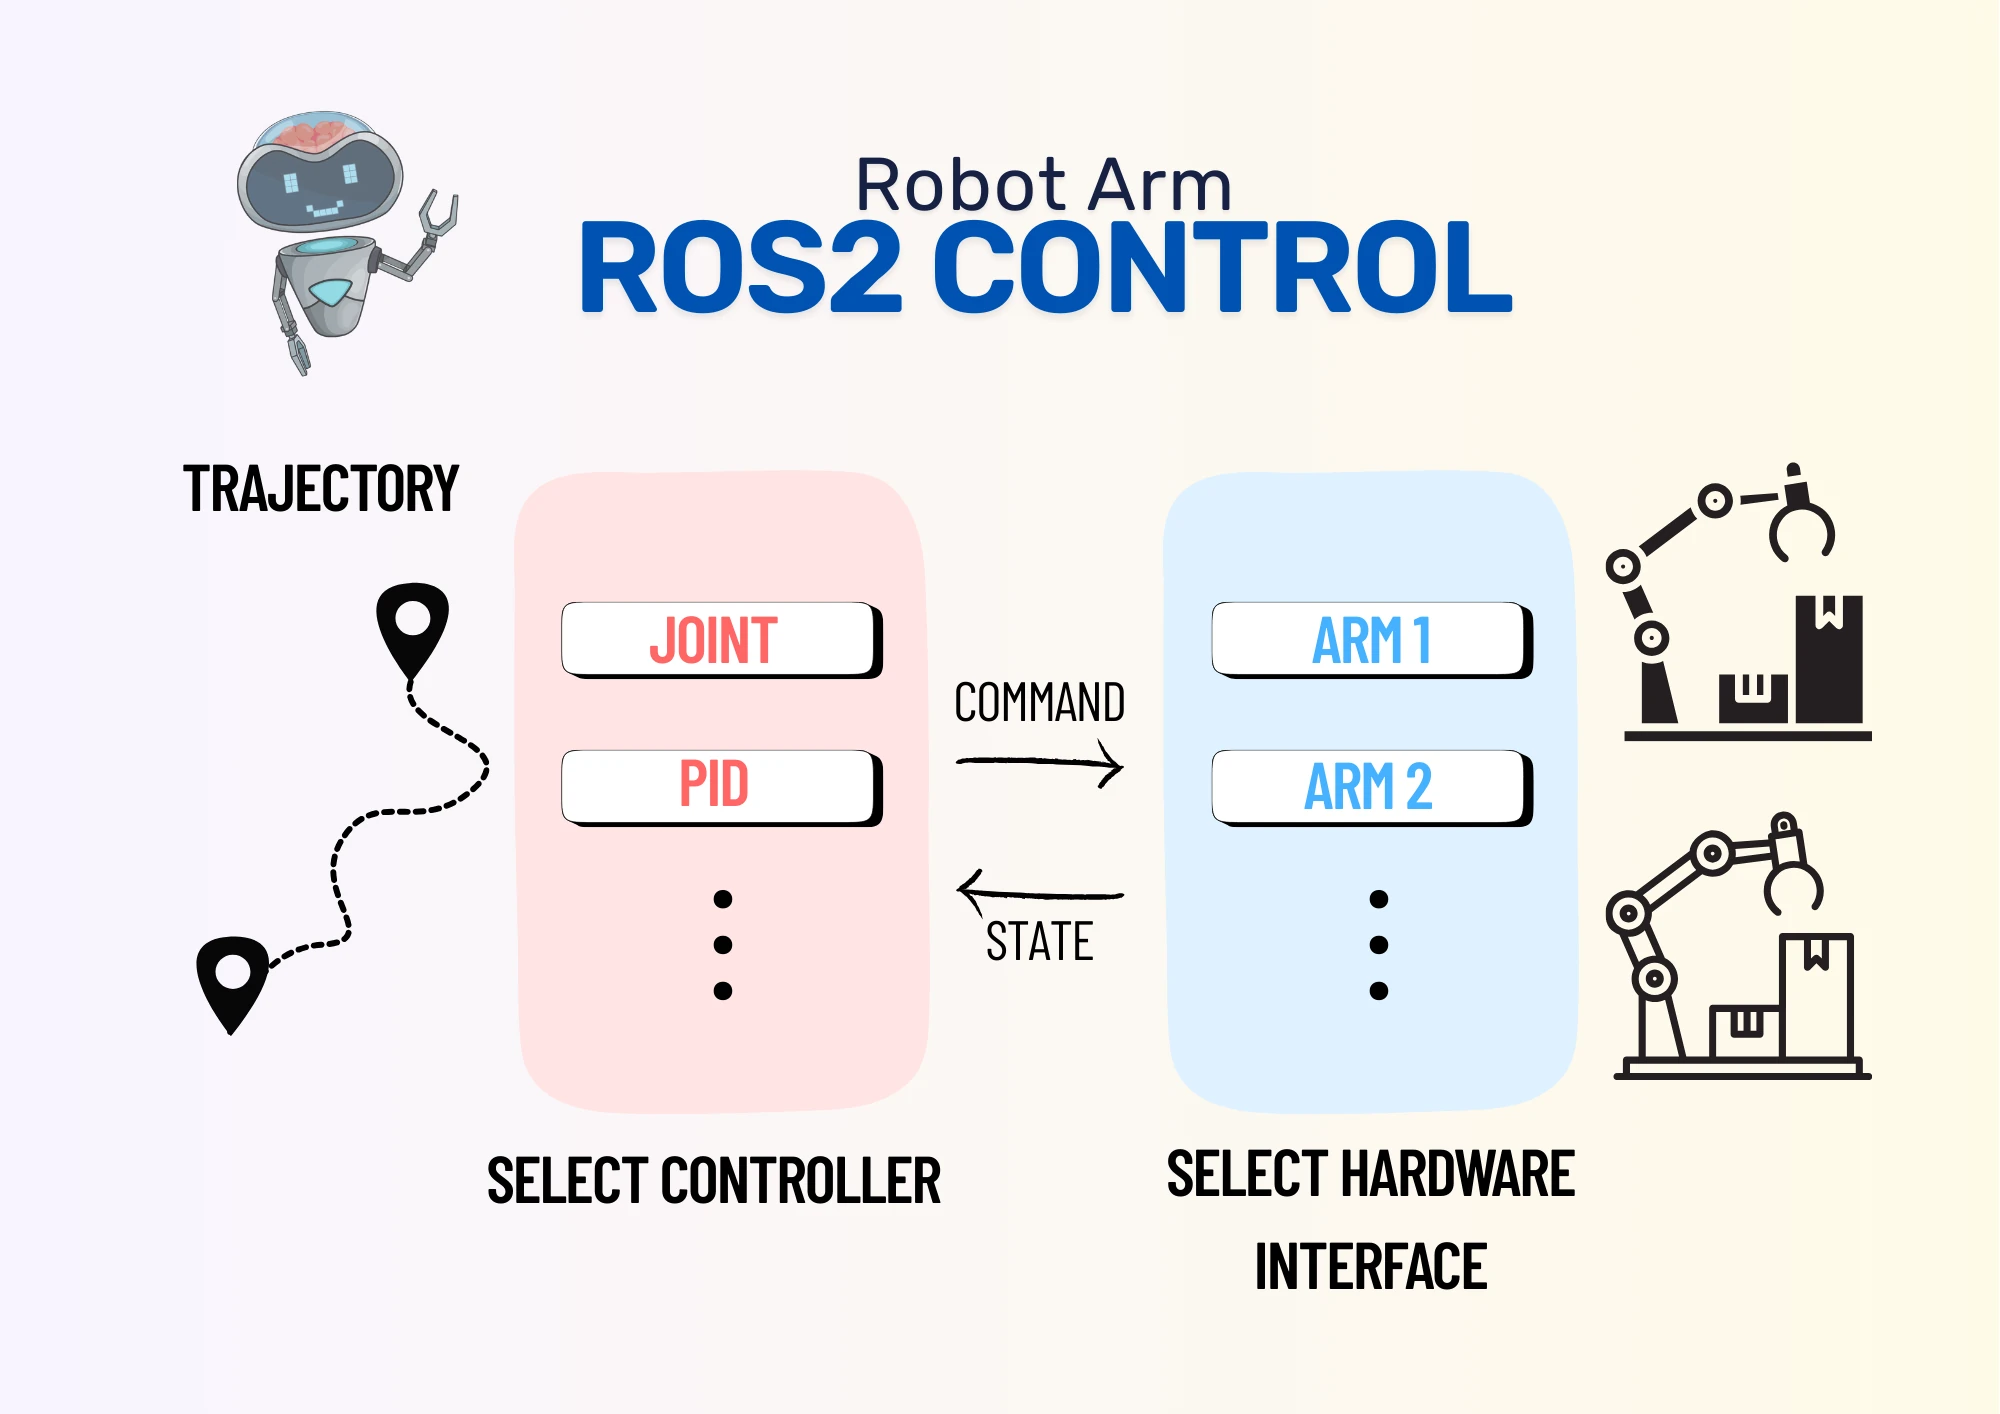 Robot Arm
ROS2 CONTROL
TRAJECTORY
JOINT
PID
COMMAND
STATE
ARM 1
ARM 2
SELECT CONTROLLER
SELECT HARDWARE
INTERFACE